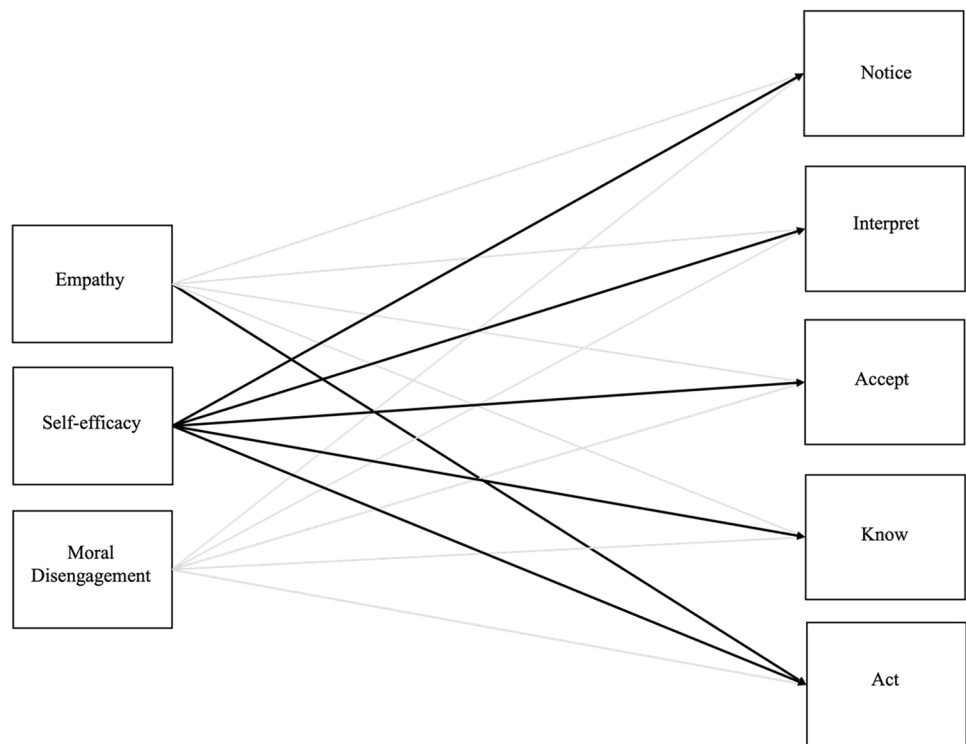 Notice
Interpret
Empathy
Accept
Self-efficacy
Know
Moral
Disengagement
Act